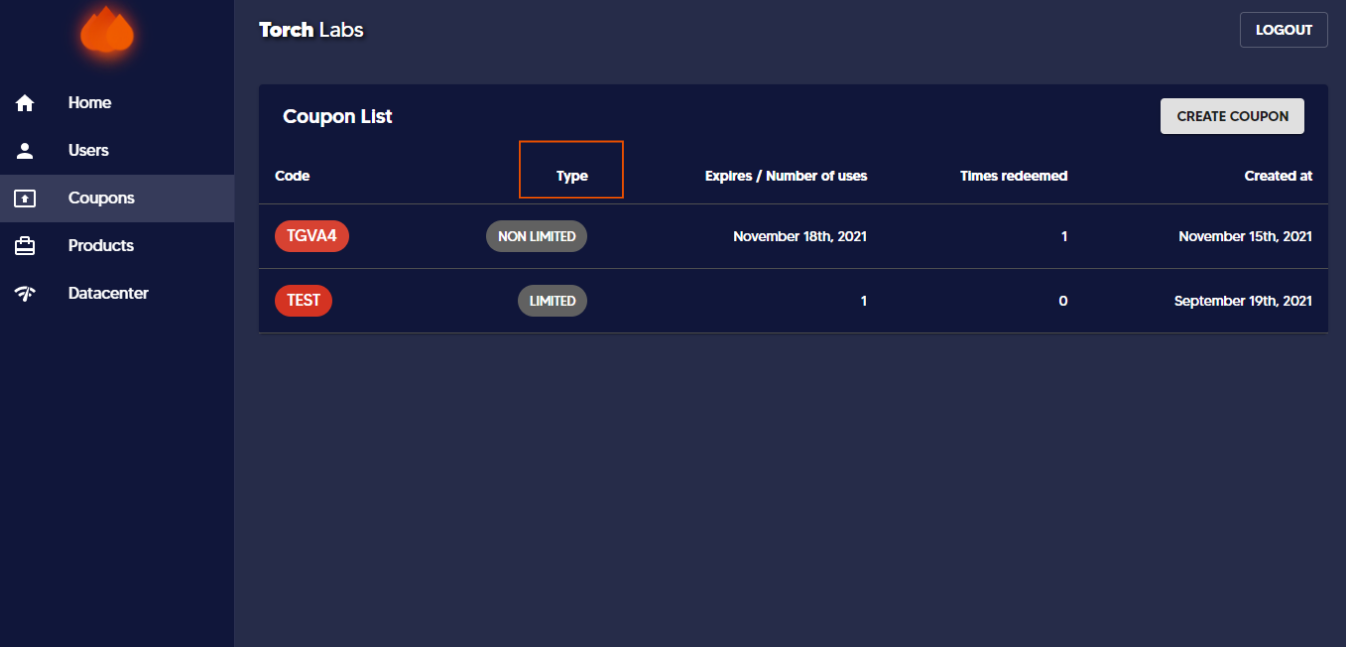 Torch Labs
LOGOUT
Home
Users
Coupons
Products
Datacenter
Coupon List
CREATE COUPON
Code Type Expires / Number of uses Times redeemed Created at
TGVA4 NON LIMITED November 18th, 2021 1 November 15th, 2021
TEST LIMITED 1 0 September 19th, 2021